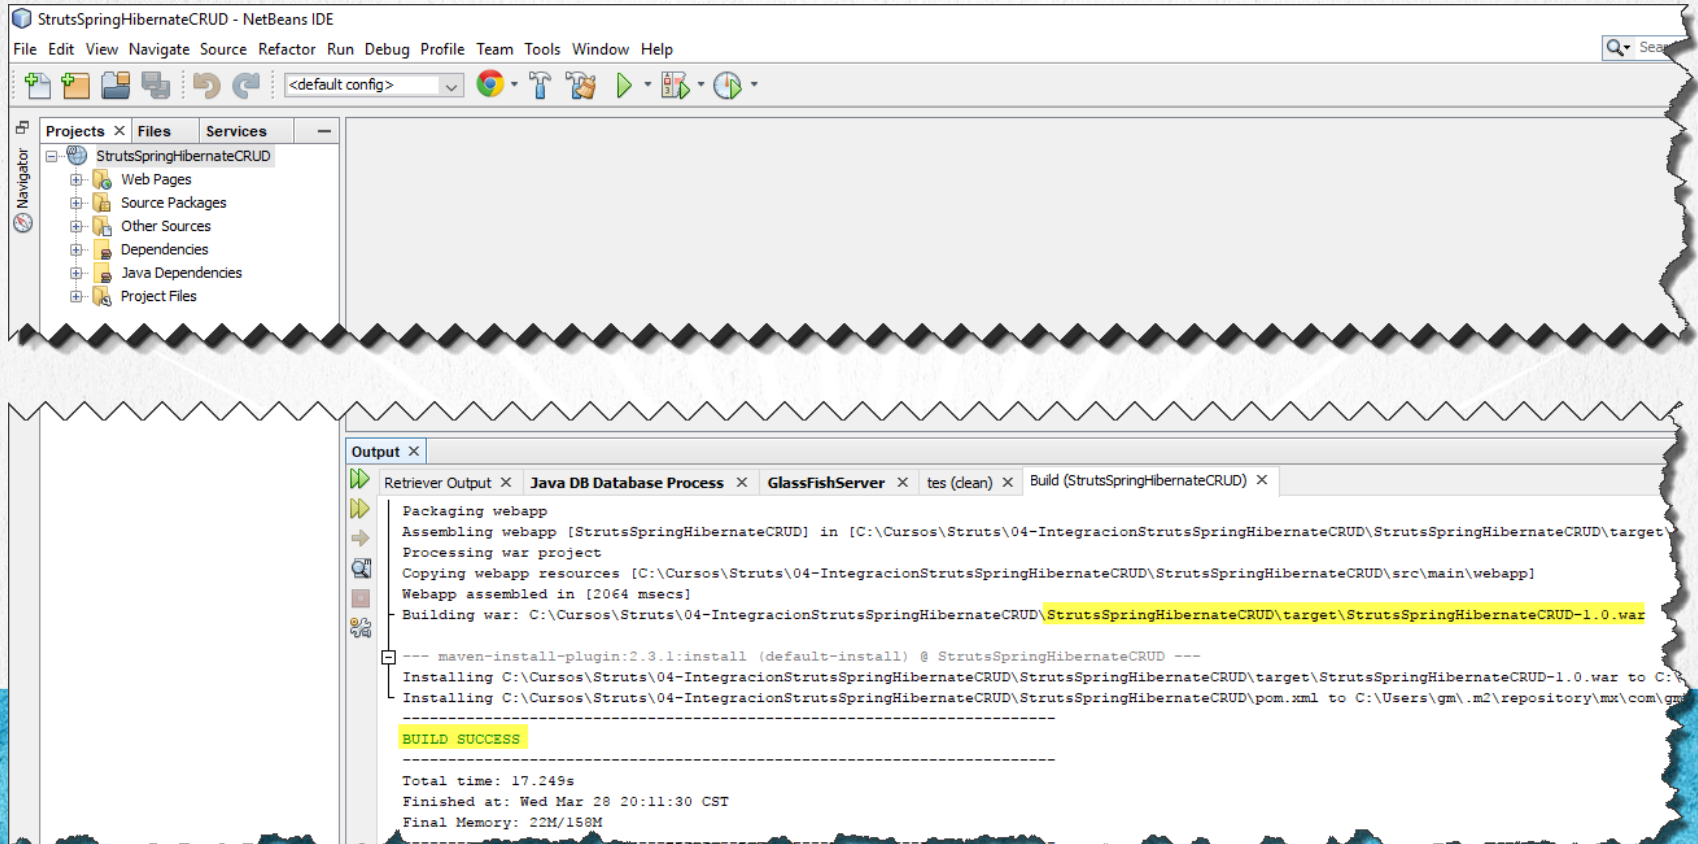 StrutsSpringHibernateCRUD - NetBeans IDE
File Edit View Navigate Source Refactor Run Debug Profile Team Tools Window Help
<default config>
Projects Files Services
Navigator
StrutsSpringHibernateCRUD
Web Pages
Source Packages
Other Sources
Dependencies
Java Dependencies
Project Files
Output
Retriever Output Java DB Database Process GlassFishServer tes (clean) Build (StrutsSpringHibernateCRUD)
Packaging webapp
Assembling webapp [StrutsSpringHibernateCRUD] in [C:\Cursos\Struts\04-IntegracionStrutsSpringHibernateCRUD\StrutsSpringHibernateCRUD\target\
Processing war project
Copying webapp resources [C:\Cursos\Struts\04-IntegracionStrutsSpringHibernateCRUD\StrutsSpringHibernateCRUD\src\main\webapp]
Webapp assembled in [2064 msecs]
Building war: C:\Cursos\Struts\04-IntegracionStrutsSpringHibernateCRUD\StrutsSpringHibernateCRUD\target\StrutsSpringHibernateCRUD-1.0.war
--- maven-install-plugin:2.3.1:install (default-install) @ StrutsSpringHibernateCRUD ---
Installing C:\Cursos\Struts\04-IntegracionStrutsSpringHibernateCRUD\StrutsSpringHibernateCRUD\target\StrutsSpringHibernateCRUD-1.0.war to C:\
Installing C:\Cursos\Struts\04-IntegracionStrutsSpringHibernateCRUD\StrutsSpringHibernateCRUD\pom.xml to C:\Users\gm\.m2\repository\mx\com\gm
------------------------------------------------------------------------
BUILD SUCCESS
------------------------------------------------------------------------
Total time: 17.249s
Finished at: Wed Mar 28 20:11:30 CST
Final Memory: 22M/158M